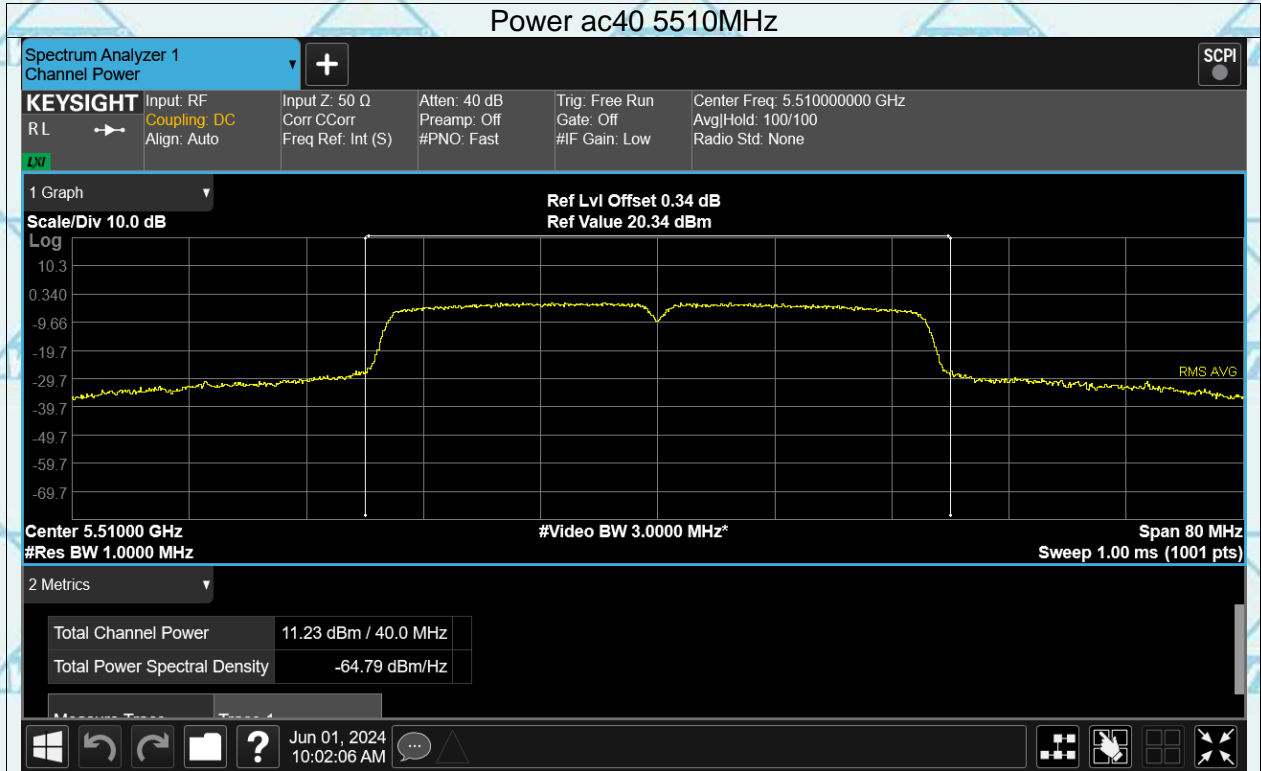 Power ac40 5510MHz
Spectrum Analyzer 1
Channel Power
SCPI
KEYSIGHT
RL
LXI
Input: RF
Coupling: DC
Align: Auto
Input Z: 50 Ω
Corr CCorr
Freq Ref: Int (S)
Atten: 40 dB
Preamp: Off
#PNO: Fast
Trig: Free Run
Gate: Off
#IF Gain: Low
Center Freq: 5.510000000 GHz
Avg|Hold: 100/100
Radio Std: None
1 Graph
Scale/Div 10.0 dB
Ref Lvl Offset 0.34 dB
Ref Value 20.34 dBm
Log
10.3
0.340
-9.66
-19.7
-29.7
-39.7
-49.7
-59.7
-69.7
RMS AVG
Center 5.51000 GHz
#Res BW 1.0000 MHz
#Video BW 3.0000 MHz*
Span 80 MHz
Sweep 1.00 ms (1001 pts)
2 Metrics
Total Channel Power 11.23 dBm / 40.0 MHz
Total Power Spectral Density -64.79 dBm/Hz
Measure Trace Trace 1
Jun 01, 2024
10:02:06 AM